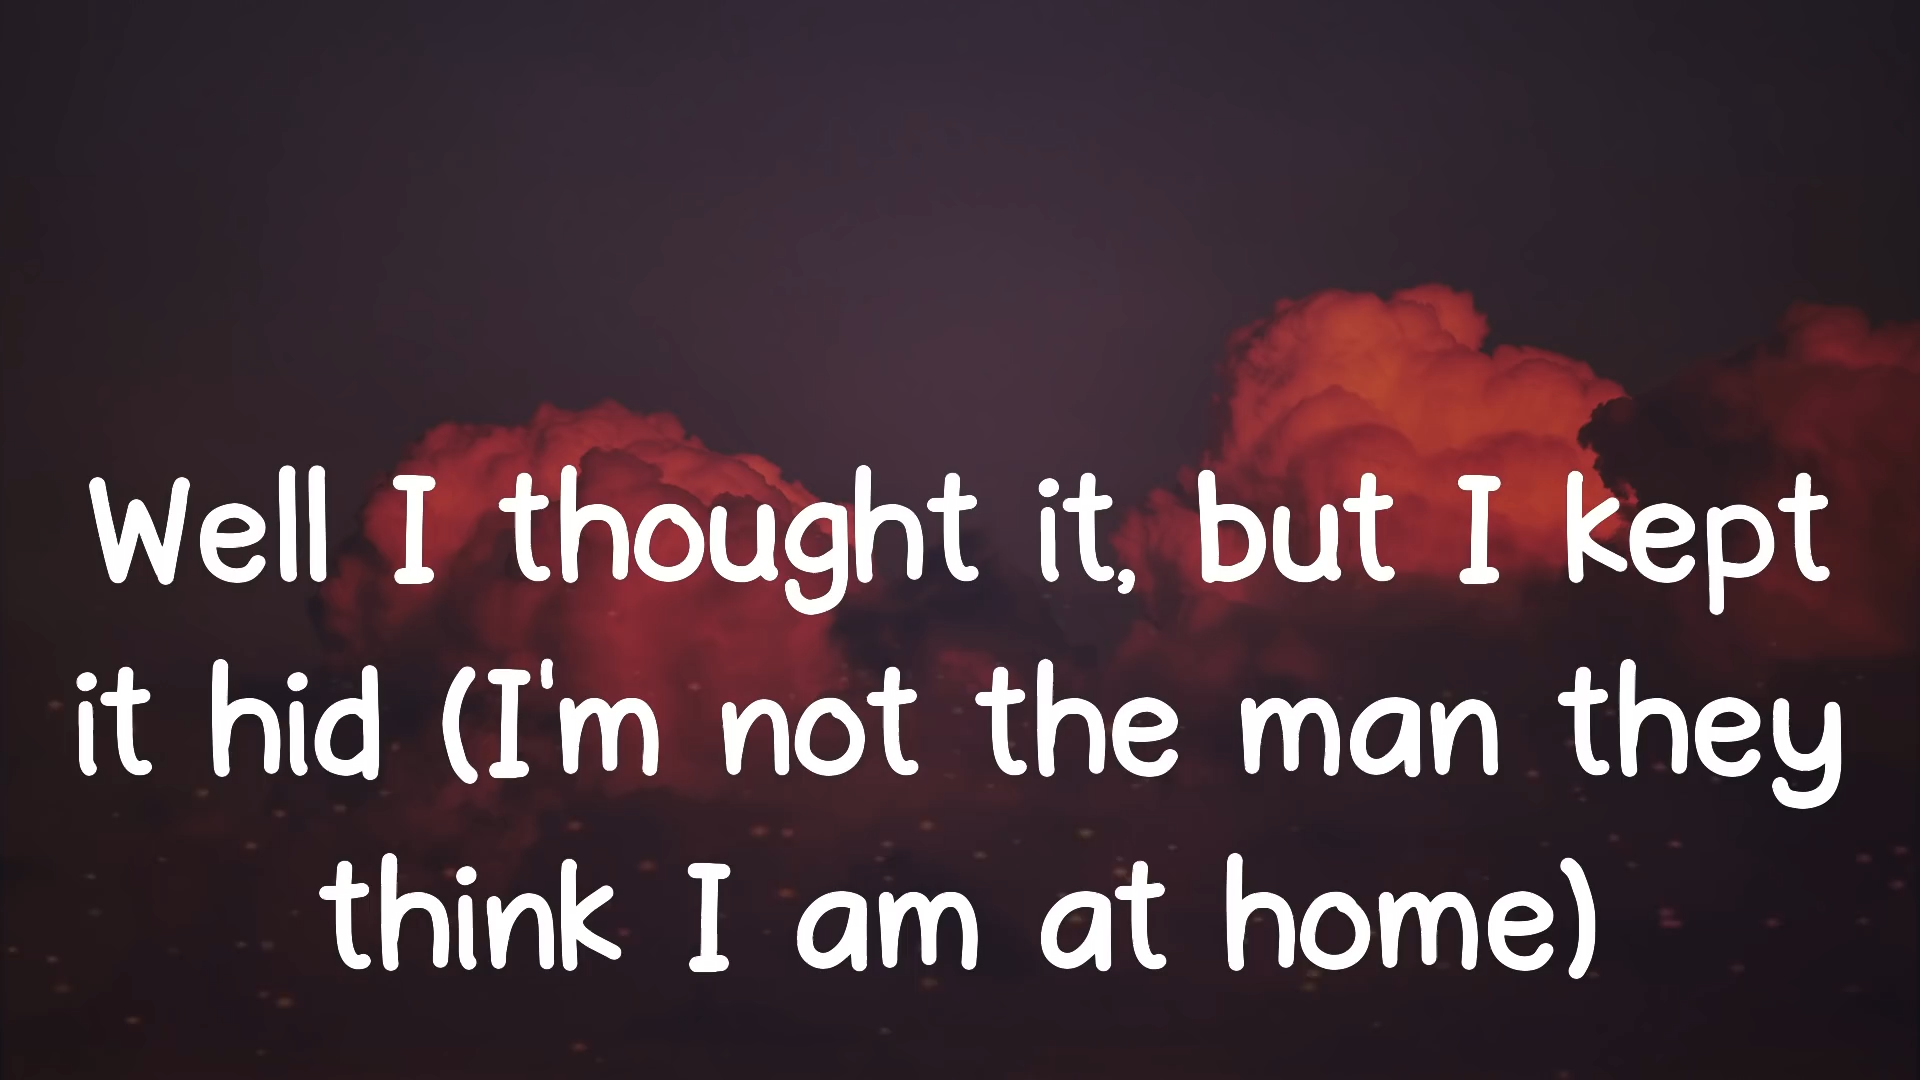 Well I thought it, but I kept
it hid (I'm not the man they
think I am at home)